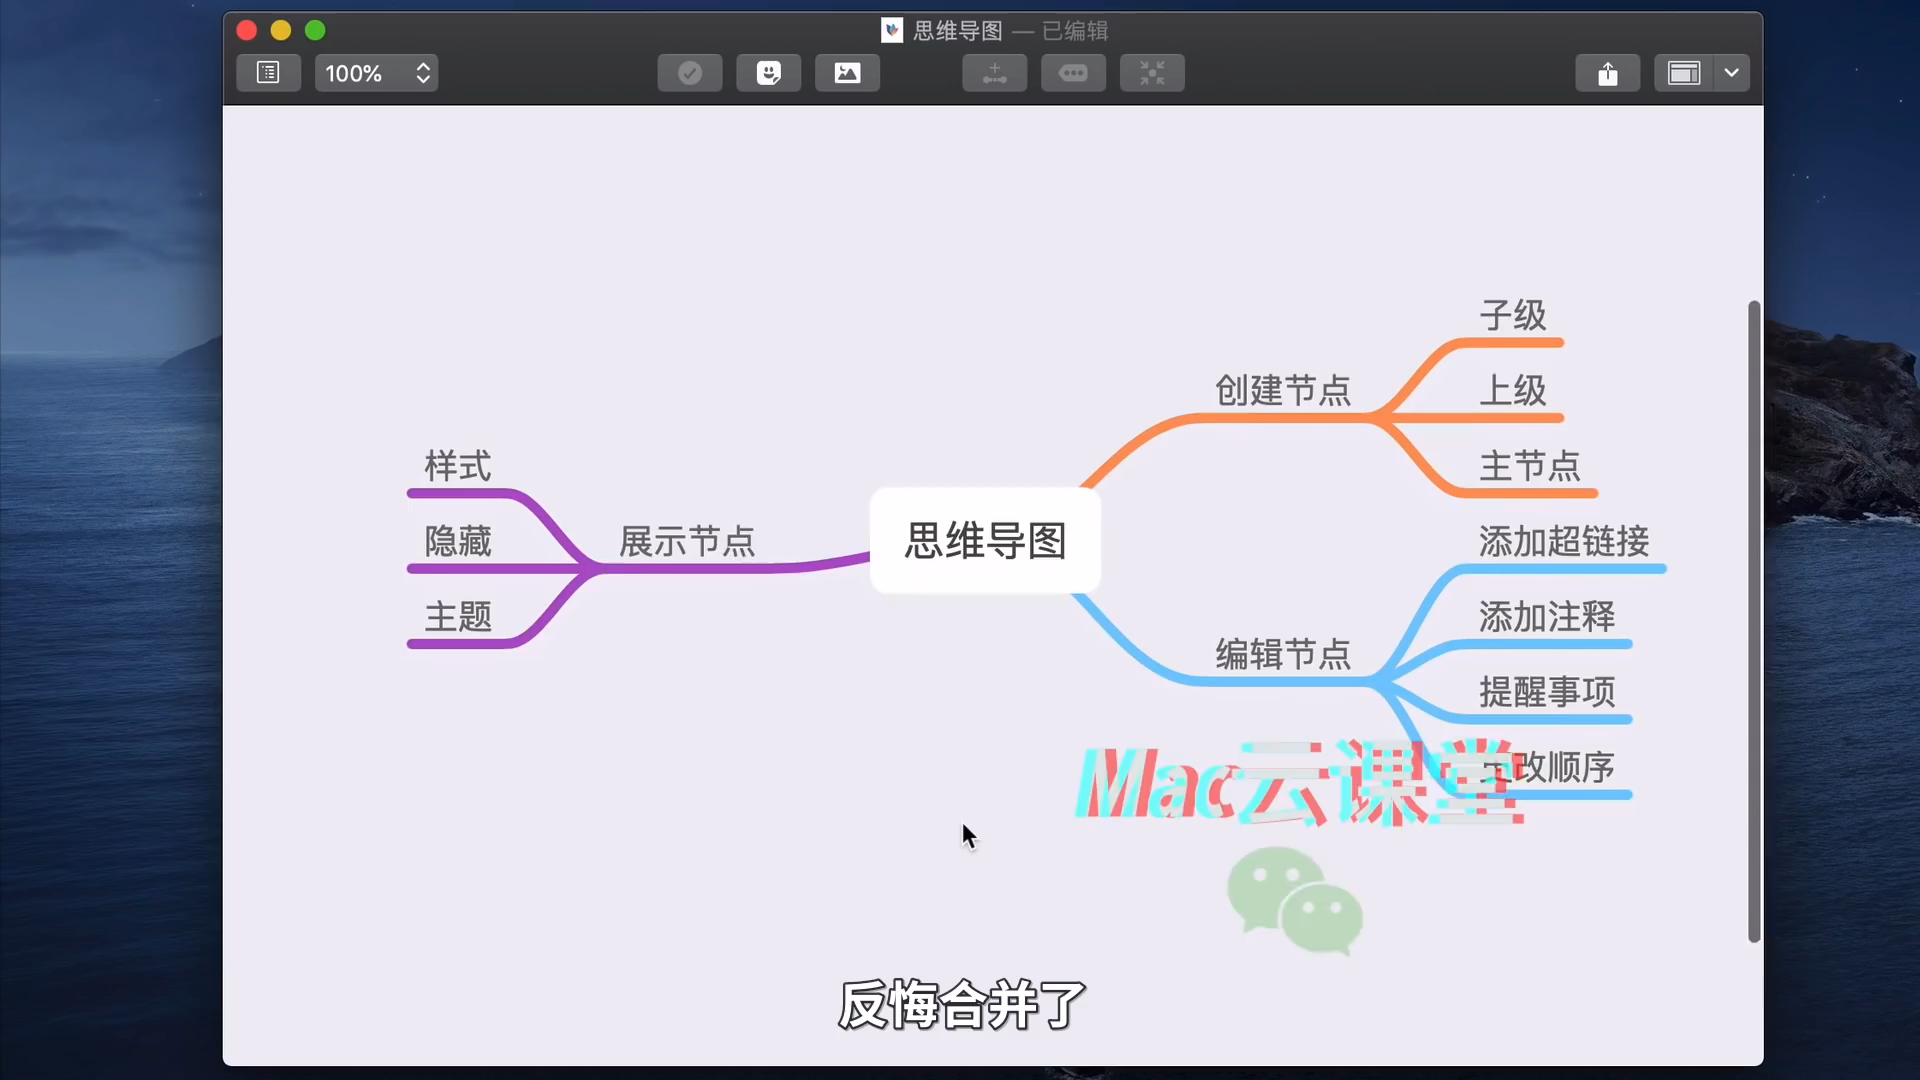 思维导图 — 已编辑
100%
子级
创建节点
上级
样式
主节点
隐藏
展示节点
思维导图
添加超链接
主题
添加注释
编辑节点
提醒事项
改顺序
Mac云课堂
反悔合并了